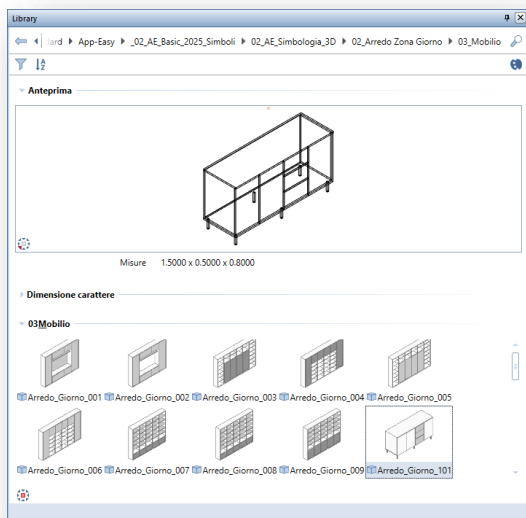 Library
ard App-Easy _02_AE_Basic_2025_Simboli 02_AE_Simbologia_3D 02_Arredo Zona Giorno 03_Mobilio
Anteprima
Misure 1.5000 x 0.5000 x 0.8000
Dimensione carattere
03Mobilio
Arredo_Giorno_001 Arredo_Giorno_002 Arredo_Giorno_003 Arredo_Giorno_004 Arredo_Giorno_005
Arredo_Giorno_006 Arredo_Giorno_007 Arredo_Giorno_008 Arredo_Giorno_009 Arredo_Giorno_101